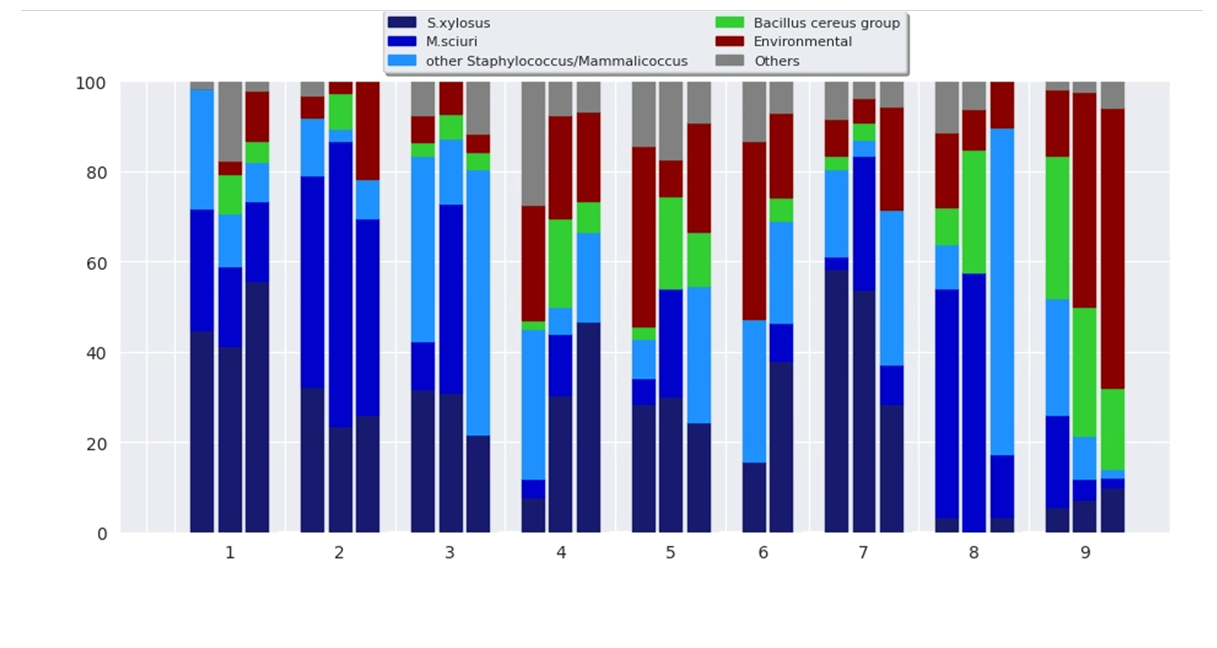 S.xylosus
M.sciuri
other Staphylococcus/Mammalicoccus
Bacillus cereus group
Environmental
Others
100
80
60
40
20
0
1 2 3 4 5 6 7 8 9